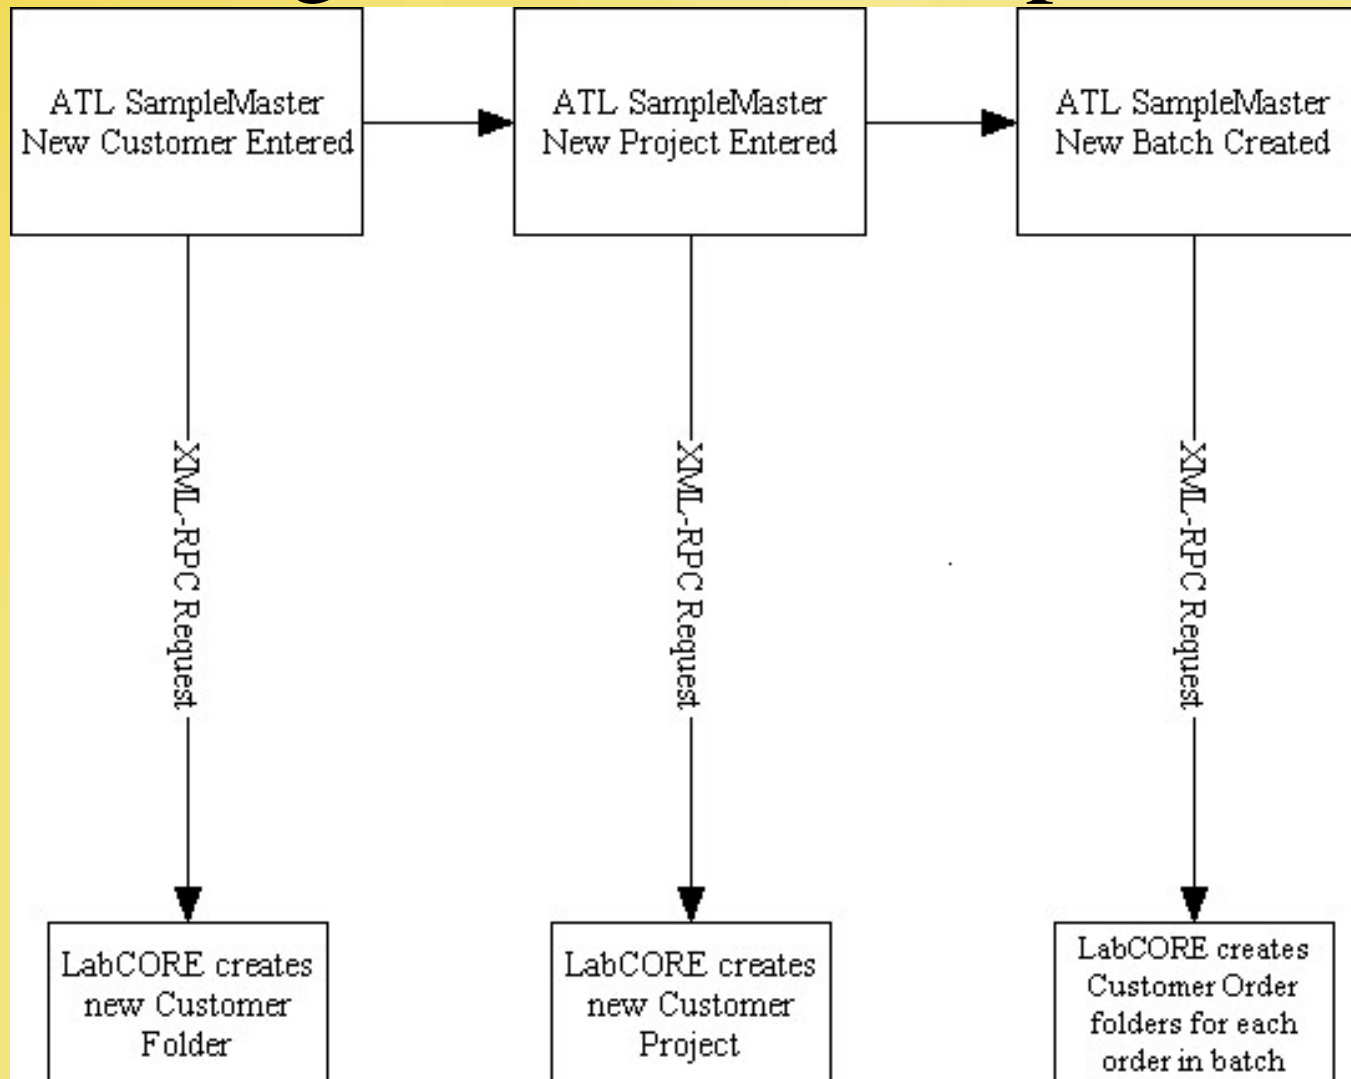 ATL SampleMaster
New Customer Entered
ATL SampleMaster
New Project Entered
ATL SampleMaster
New Batch Created
XML-RPC Request
XML-RPC Request
XML-RPC Request
LabCORE creates
new Customer
Folder
LabCORE creates
new Customer
Project
LabCORE creates
Customer Order
folders for each
order in batch